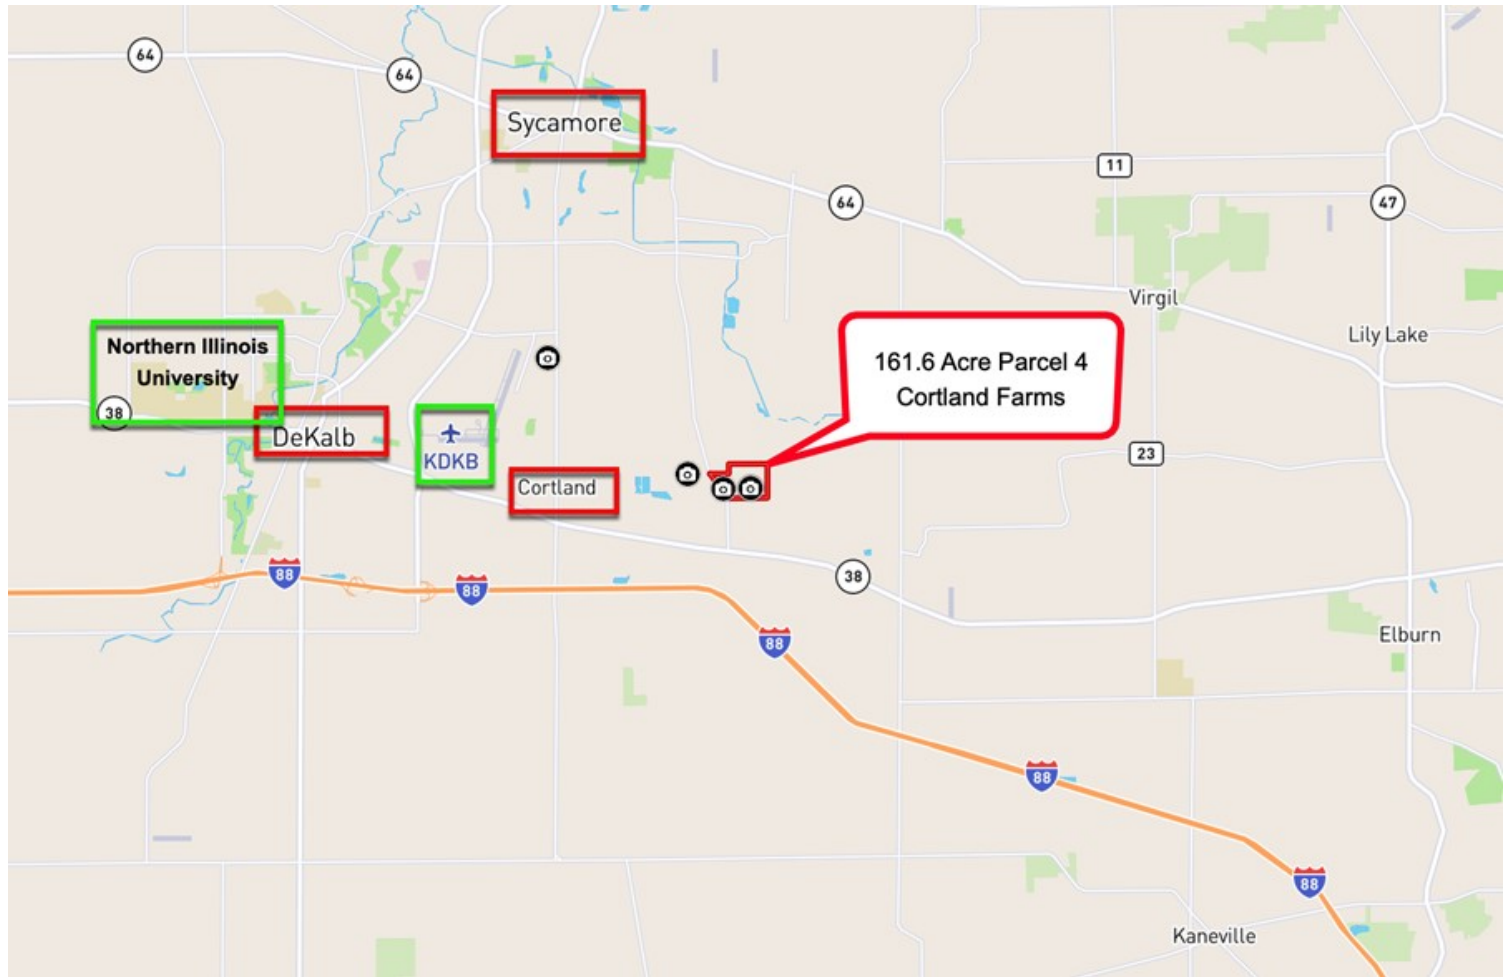 64
64
Sycamore
11
64
47
Virgil
Lily Lake
Northern Illinois
University
161.6 Acre Parcel 4
Cortland Farms
38
DeKalb
KDKB
23
Cortland
88
88
38
88
Elburn
88
88
Kaneville